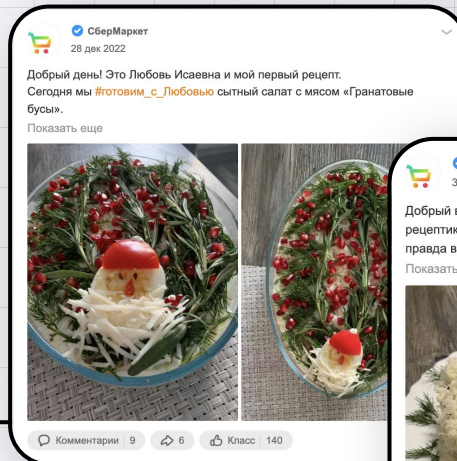 СберМаркет
28 дек 2022
Добрый день! Это Любовь Исаевна и мой первый рецепт.
Сегодня мы #готовим_с_Любовью сытный салат с мясом «Гранатовые
бусы».
Показать еще
Комментарии 9
6
Класс 140
3
Добрый
рецептик
правда в
Показать